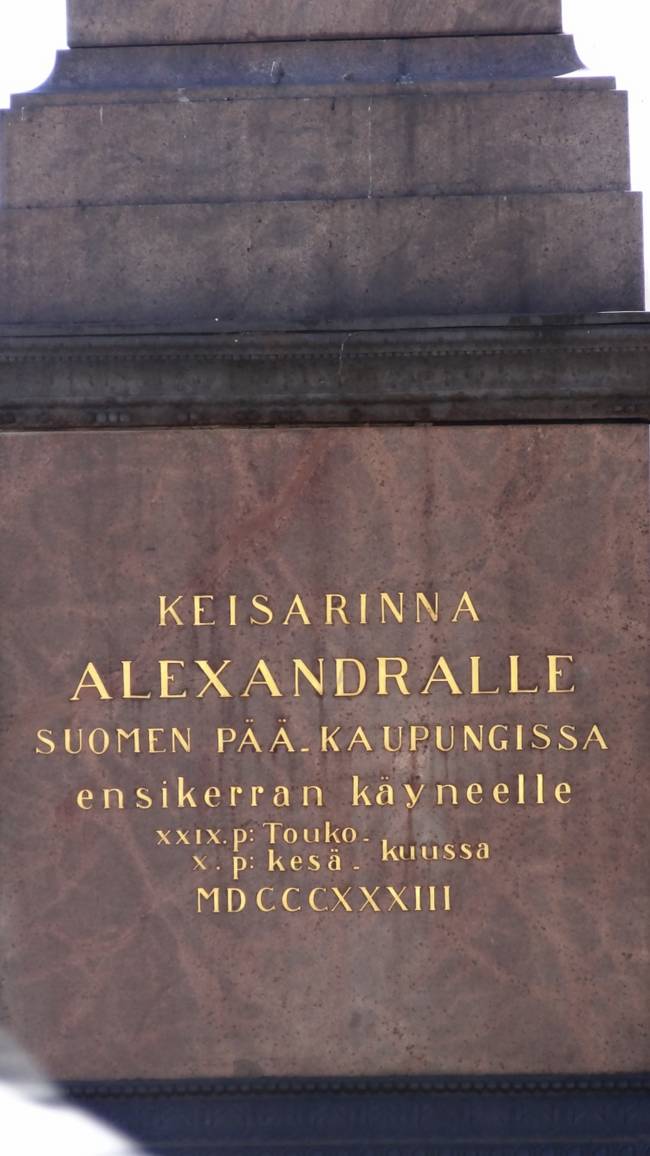 KEISARINNA
ALEXANDRALLE
SUOMEN PÄÄ-KAUPUNGISSA
ensikerran käyneelle
xxix.p: Touko-
x.p: kesä- kuussa
MDCCCXXXIII